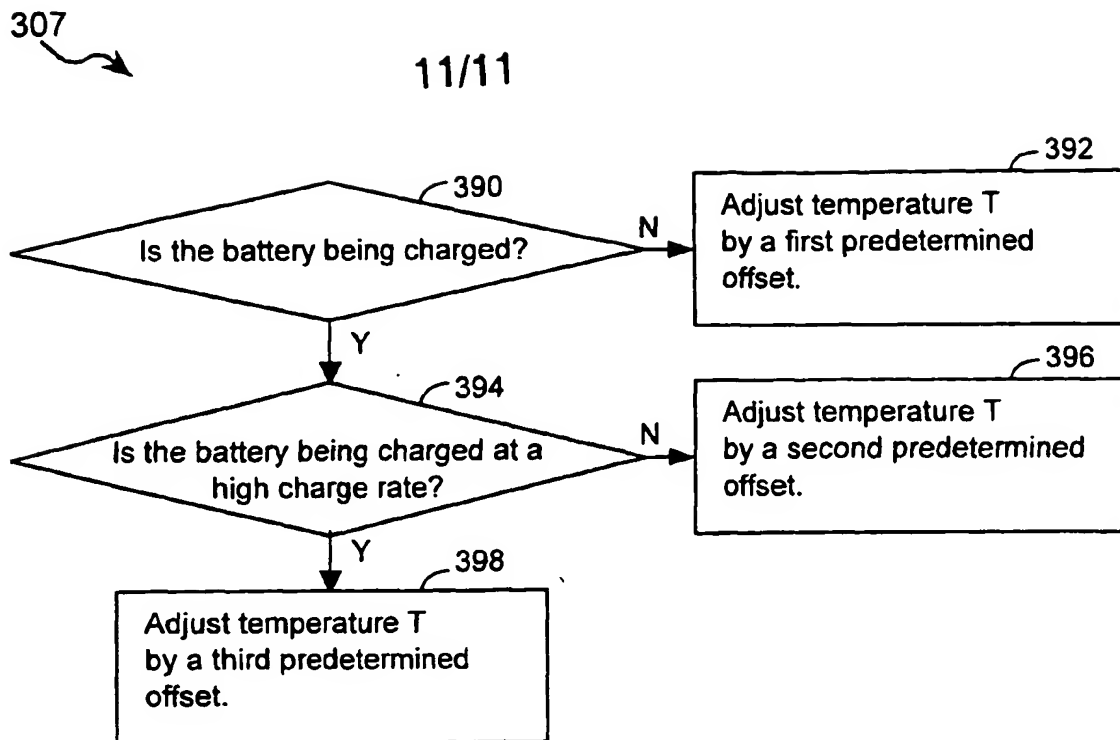 307
11/11
390
Is the battery being charged?
N
392
Adjust temperature T
by a first predetermined
offset.
Y
394
Is the battery being charged at a
high charge rate?
N
396
Adjust temperature T
by a second predetermined
offset.
Y
398
Adjust temperature T
by a third predetermined
offset.